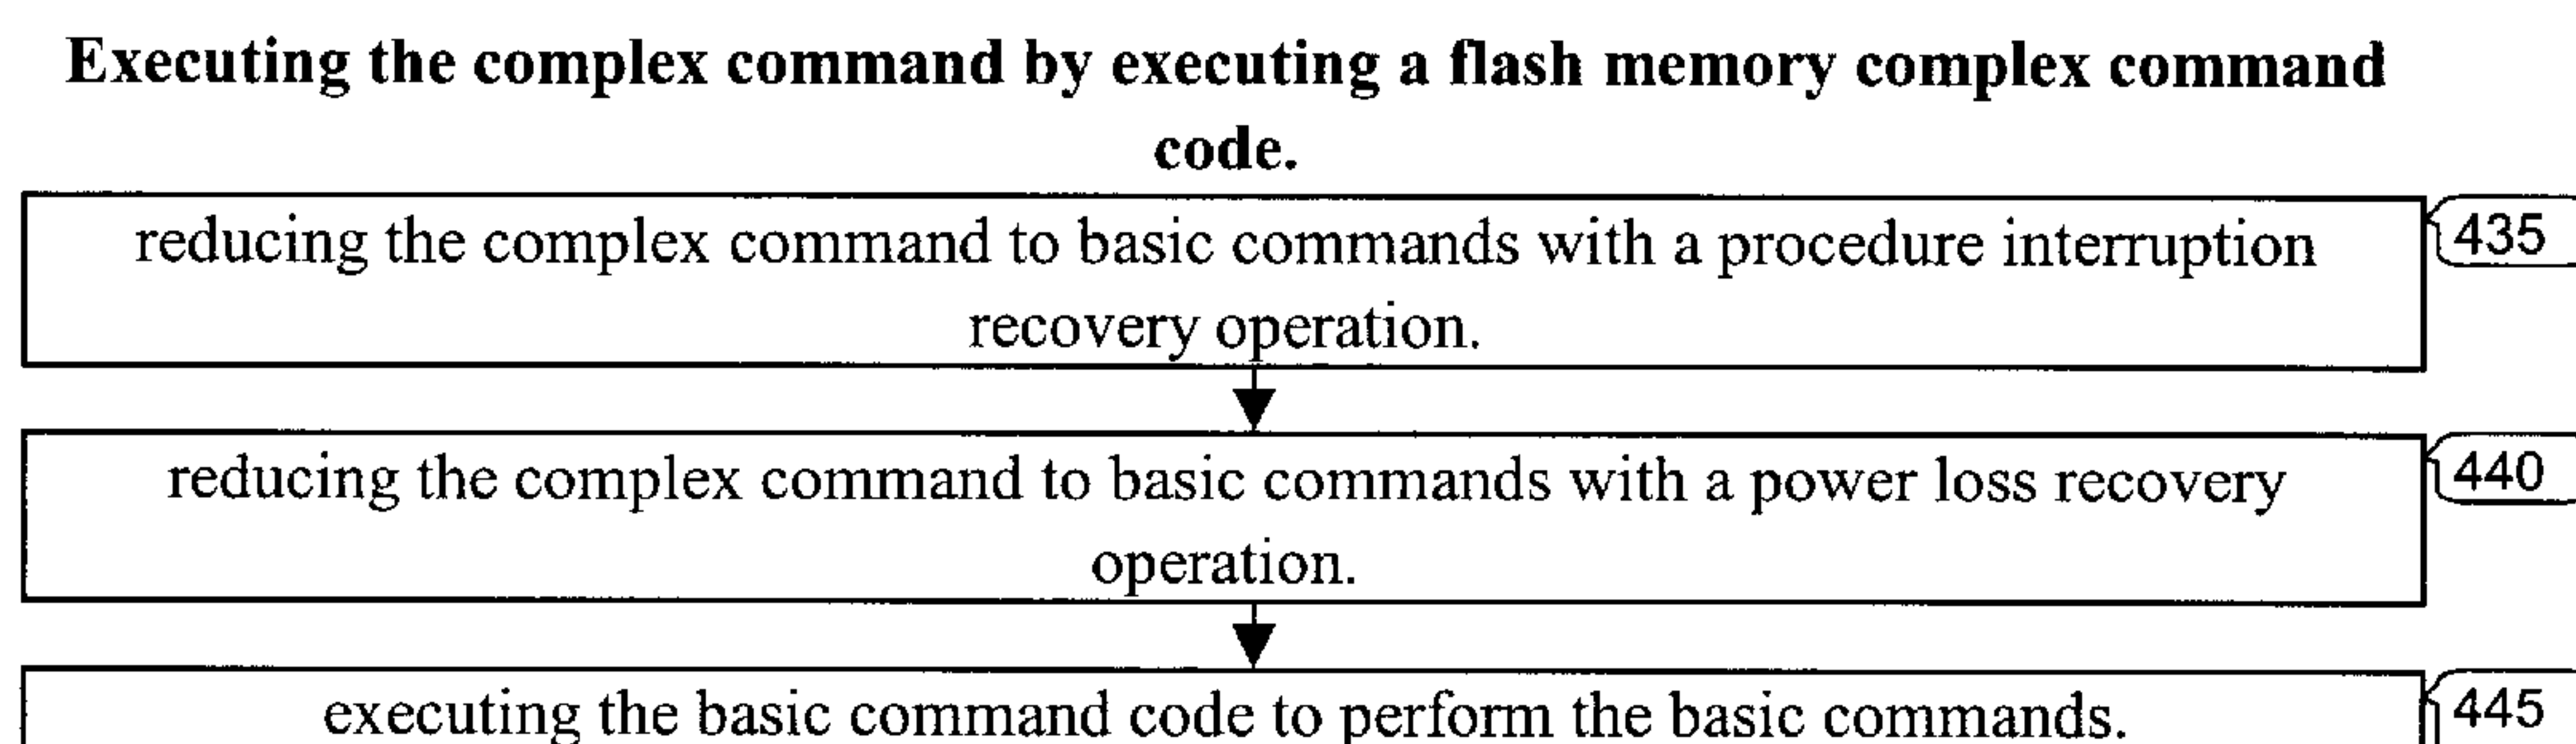 Executing the complex command by executing a flash memory complex command
code.
reducing the complex command to basic commands with a procedure interruption
recovery operation.
435
reducing the complex command to basic commands with a power loss recovery
operation.
440
executing the basic command code to perform the basic commands.
445